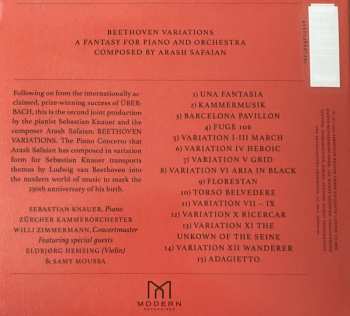 BEETHOVEN VARIATIONS
A FANTASY FOR PIANO AND ORCHESTRA
COMPOSED BY ARASH SAFAIAN
Following on from the internationally ac
claimed, prize-winning success of ÜBER-
BACH, this is the second joint production
by the pianist Sebastian Knauer and the
composer Arash Safaian. BEETHOVEN
VARIATIONS. The Piano Concerto that
Arash Safaian has composed in variation
form for Sebastian Knauer transports
themes by Ludwig van Beethoven into
the modern world of music to mark the
250th anniversary of his birth.
SEBASTIAN KNAUER, Piano
ZÜRCHER KAMMERORCHESTER
WILLI ZIMMERMANN, Concertmaster
Featuring special guests
ELDBJØRG HEMSING (Violin)
& SAMY MOUSSA
1) UNA FANTASIA
2) KAMMERMUSIK
3) BARCELONA PAVILLON
4) FUGE 106
5) VARIATION I-III MARCH
6) VARIATION IV HEROIC
7) VARIATION V GRID
8) VARIATION VI ARIA IN BLACK
9) FLORESTAN
10) TORSO BELVEDERE
11) VARIATION VII – IX
12) VARIATION X RICERCAR
13) VARIATION XI THE
UNKOWN OF THE SEINE
14) VARIATION XII WANDERER
15) ADAGIETTO
MODERN
RECORDINGS